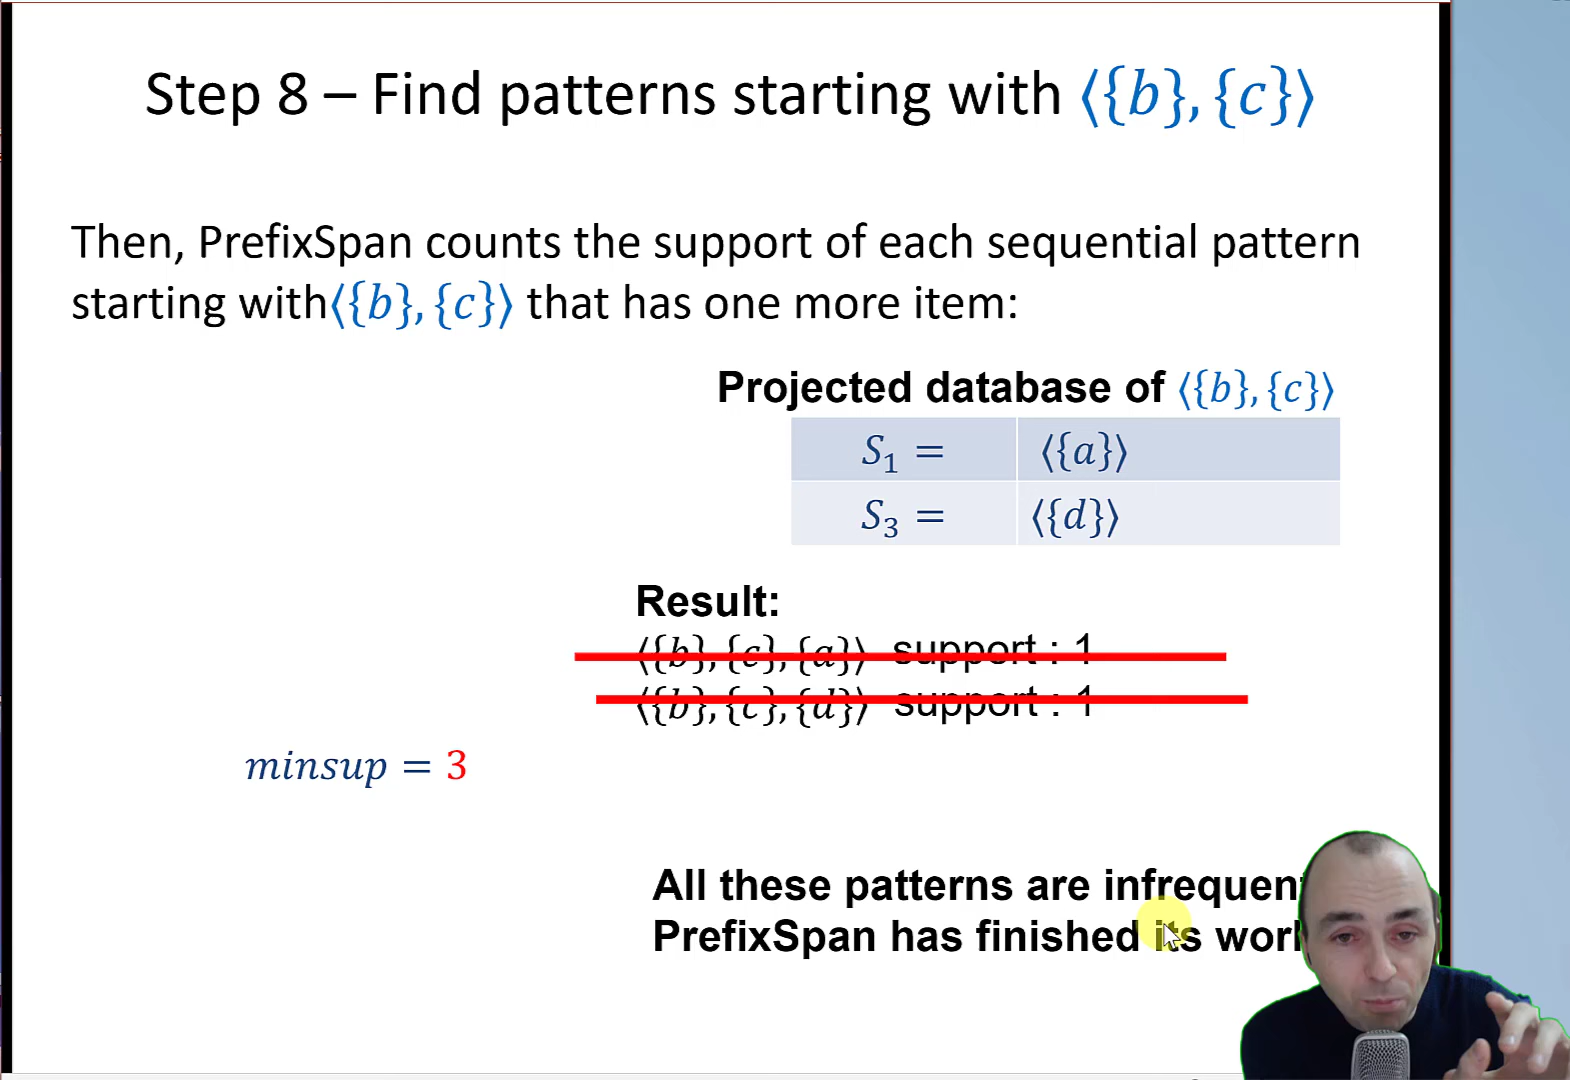 Step 8 – Find patterns starting with ⟨{b}, {c}⟩
Then, PrefixSpan counts the support of each sequential pattern
starting with⟨{b}, {c}⟩ that has one more item:
Projected database of ⟨{b}, {c}⟩
S₁ = ⟨{a}⟩
S₃ = ⟨{d}⟩
Result:
⟨{b}, {c}, {a}⟩ support : 1
⟨{b}, {c}, {d}⟩ support : 1
minsup = 3
All these patterns are infrequent
PrefixSpan has finished its